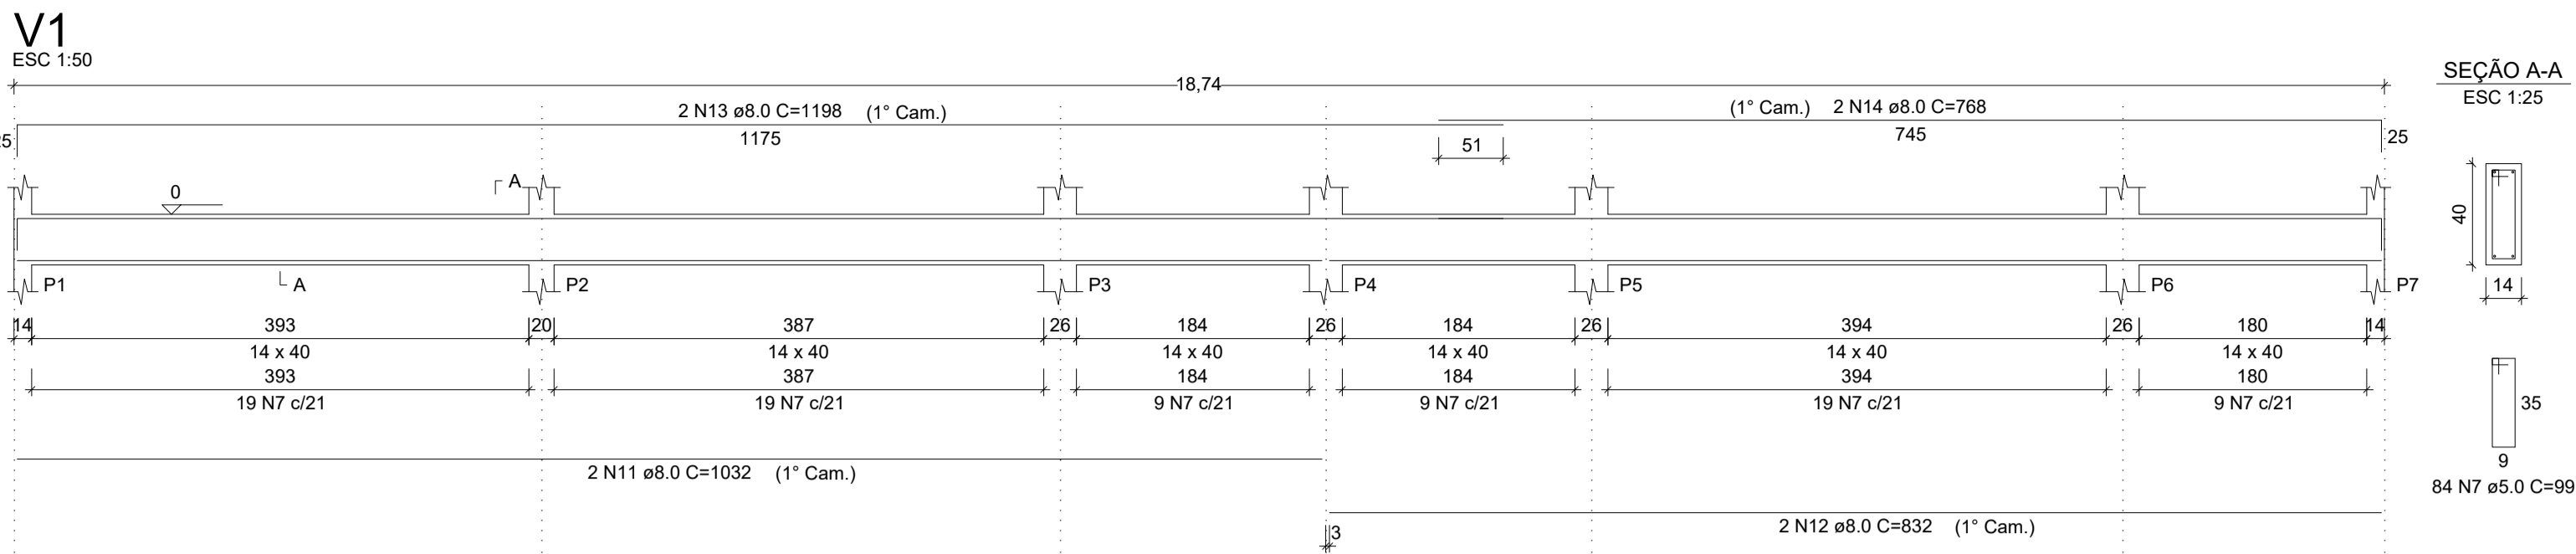 V1
ESC 1:50
18,74
2 N13 ø8.0 C=1198 (1° Cam.)
1175
(1° Cam.) 2 N14 ø8.0 C=768
745
25
51
25
SEÇÃO A-A
ESC 1:25
0
A
A
40
14
P1 P2 P3 P4 P5 P6 P7
14 393 20 387 26 184 26 184 26 394 26 180 14
14 x 40 14 x 40 14 x 40 14 x 40 14 x 40 14 x 40
393 387 184 184 394 180
19 N7 c/21 19 N7 c/21 9 N7 c/21 9 N7 c/21 19 N7 c/21 9 N7 c/21
35
9
84 N7 ø5.0 C=99
2 N11 ø8.0 C=1032 (1° Cam.)
3
2 N12 ø8.0 C=832 (1° Cam.)